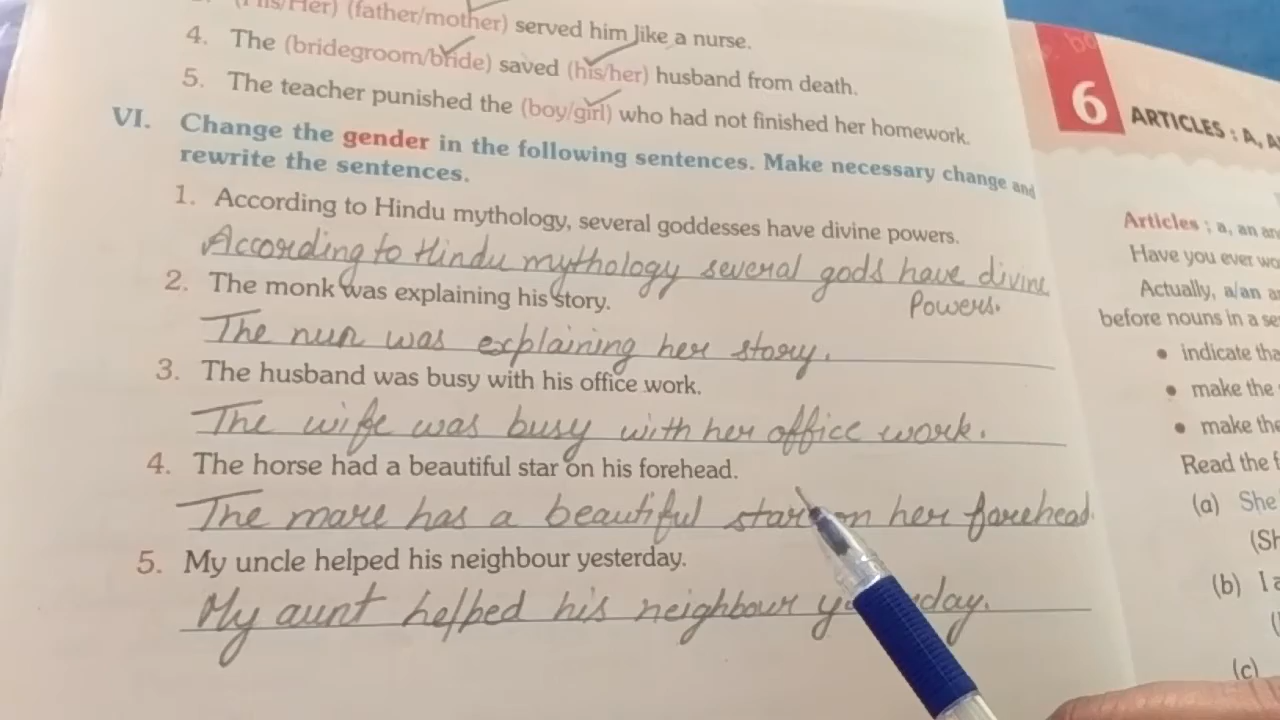 (His/Her) (father/mother) served him like a nurse.
4. The (bridegroom/bride) saved (his/her) husband from death.
5. The teacher punished the (boy/girl) who had not finished her homework.
VI. Change the gender in the following sentences. Make necessary change and
rewrite the sentences.
1. According to Hindu mythology, several goddesses have divine powers.
According to Hindu mythology several gods have divine
Powers.
2. The monk was explaining his story.
The nun was explaining her story.
3. The husband was busy with his office work.
The wife was busy with her office work.
4. The horse had a beautiful star on his forehead.
The mare has a beautiful star on her forehead.
5. My uncle helped his neighbour yesterday.
My aunt helped his neighbour
6 ARTICLES : A,
Articles : a, an
Have you ever
Actually, a/an
before nouns in a
• indicate
• make the
• make
Read the
(a) She
(b) I
(c)